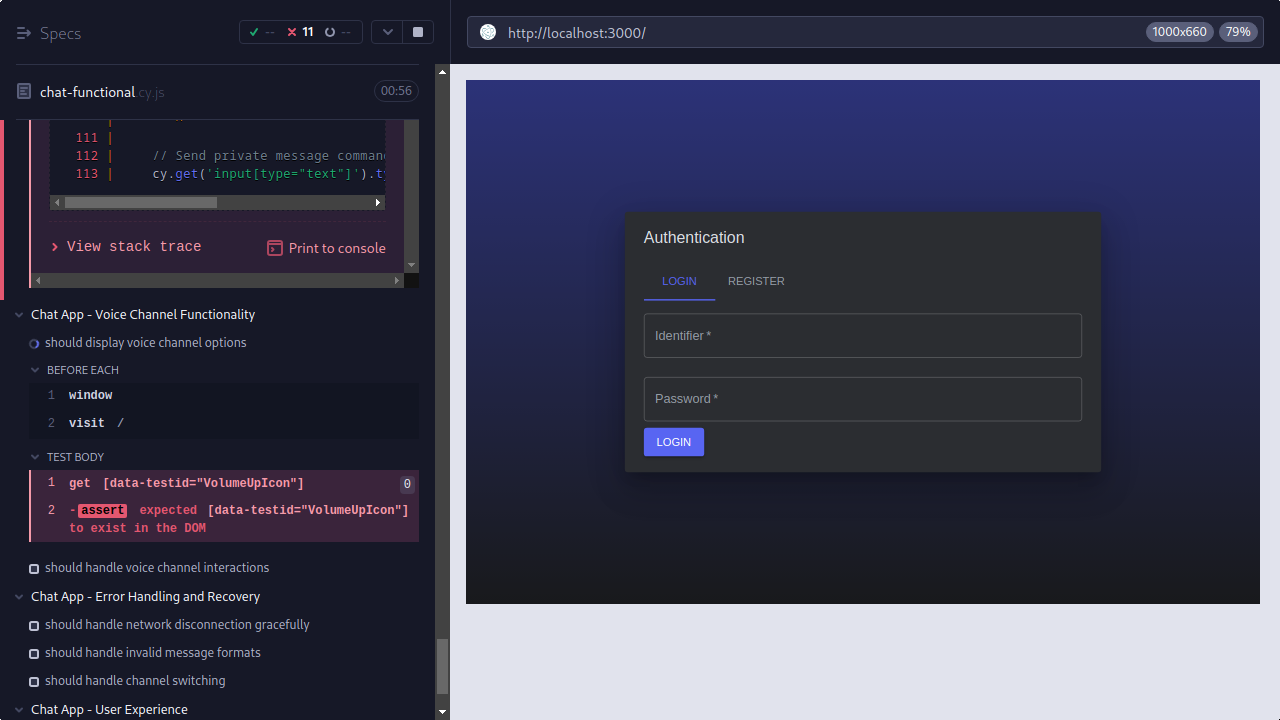 Specs
-- 11 --
http://localhost:3000/
1000x660 79%
chat-functional.cy.js
00:56
111 |
112 | // Send private message comman
113 | cy.get('input[type="text"]').t
View stack trace
Print to console
Chat App - Voice Channel Functionality
should display voice channel options
BEFORE EACH
1 window
2 visit /
TEST BODY
1 get [data-testid="VolumeUpIcon"] 0
2 -assert expected [data-testid="VolumeUpIcon"]
to exist in the DOM
should handle voice channel interactions
Chat App - Error Handling and Recovery
should handle network disconnection gracefully
should handle invalid message formats
should handle channel switching
Chat App - User Experience
Authentication
LOGIN REGISTER
Identifier *
Password *
LOGIN